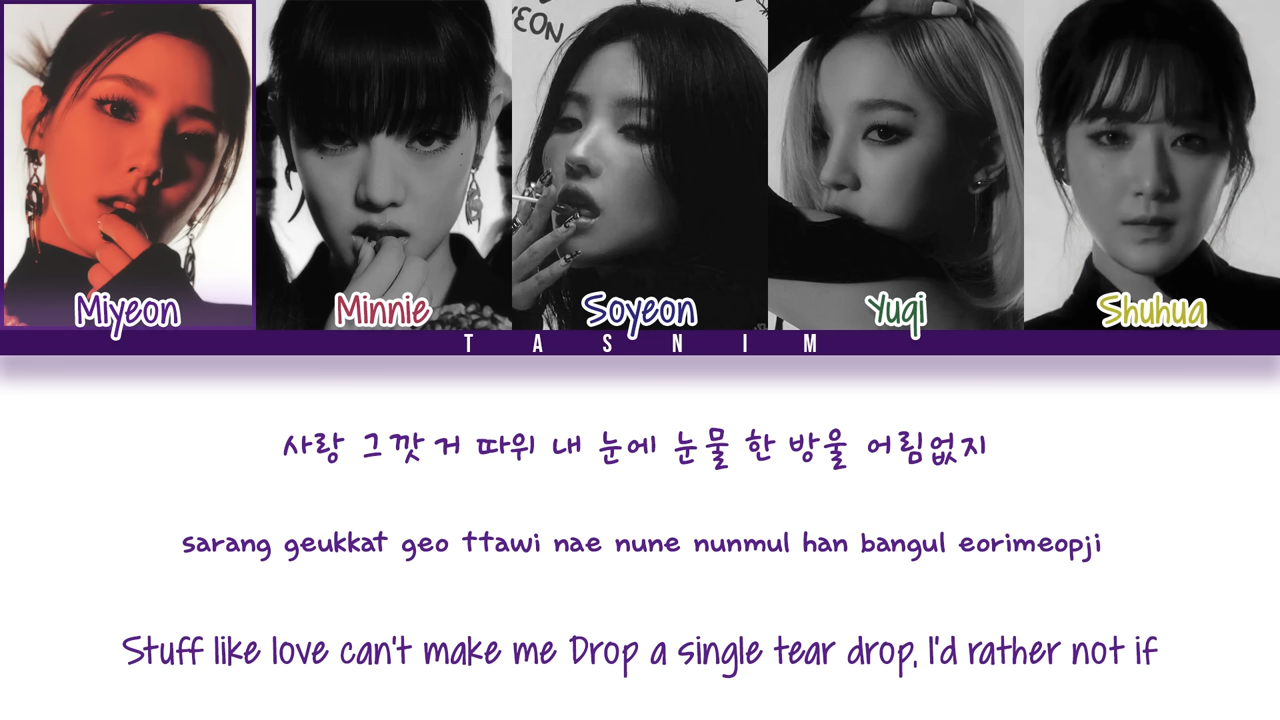 YEON
Miyeon Minnie Soyeon Yuqi Shuhua
TASNIM
사랑 그깟 거 따위 내 눈에 눈물 한 방울 어림없지
sarang geukkat geo ttawi nae nune nunmul han bangul eorimeopji
Stuff like love can't make me Drop a single tear drop, I'd rather not if